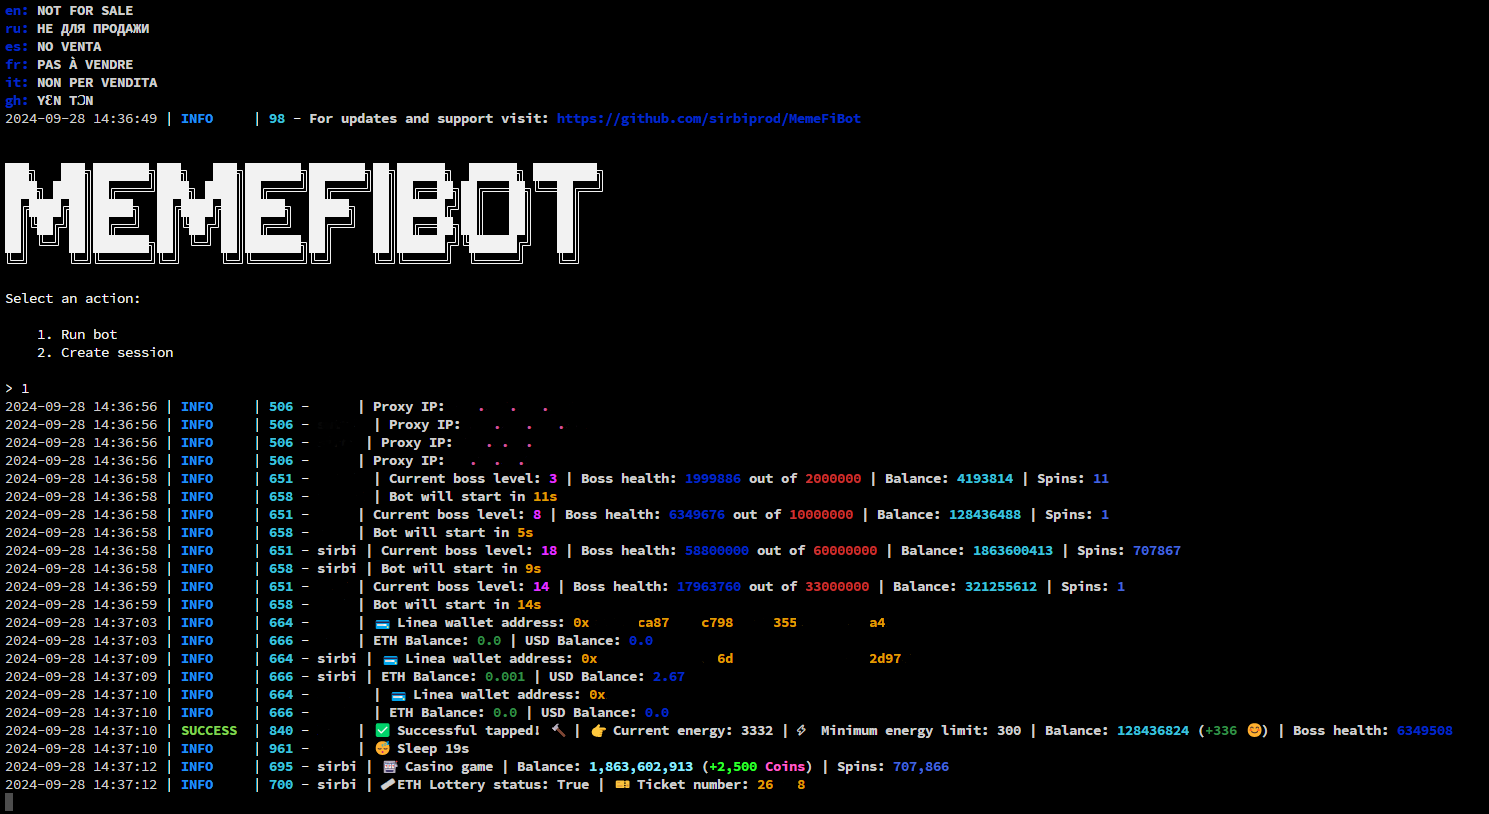 en: NOT FOR SALE
ru: НЕ ДЛЯ ПРОДАЖИ
es: NO VENTA
fr: PAS À VENDRE
it: NON PER VENDITA
gh: YƐN TƆN
2024-09-28 14:36:49 | INFO | 98 - For updates and support visit: https://github.com/sirbiprod/MemeFiBot
MEMEFIBOT
Select an action:
1. Run bot
2. Create session
> 1
2024-09-28 14:36:56 | INFO | 506 - | Proxy IP: . . .
2024-09-28 14:36:56 | INFO | 506 - | Proxy IP: . . .
2024-09-28 14:36:56 | INFO | 506 - | Proxy IP: . . .
2024-09-28 14:36:56 | INFO | 506 - | Proxy IP: . . .
2024-09-28 14:36:58 | INFO | 651 - | Current boss level: 3 | Boss health: 1999886 out of 2000000 | Balance: 4193814 | Spins: 11
2024-09-28 14:36:58 | INFO | 658 - | Bot will start in 11s
2024-09-28 14:36:58 | INFO | 651 - | Current boss level: 8 | Boss health: 6349676 out of 10000000 | Balance: 128436488 | Spins: 1
2024-09-28 14:36:58 | INFO | 658 - | Bot will start in 5s
2024-09-28 14:36:58 | INFO | 651 - sirbi | Current boss level: 18 | Boss health: 58800000 out of 60000000 | Balance: 1863600413 | Spins: 707867
2024-09-28 14:36:58 | INFO | 658 - sirbi | Bot will start in 9s
2024-09-28 14:36:59 | INFO | 651 - | Current boss level: 14 | Boss health: 17963760 out of 33000000 | Balance: 321255612 | Spins: 1
2024-09-28 14:36:59 | INFO | 658 - | Bot will start in 14s
2024-09-28 14:37:03 | INFO | 664 - | 💳 Linea wallet address: 0x ca87 c798 355 a4
2024-09-28 14:37:03 | INFO | 666 - | ETH Balance: 0.0 | USD Balance: 0.0
2024-09-28 14:37:09 | INFO | 664 - sirbi | 💳 Linea wallet address: 0x 6d 2d97
2024-09-28 14:37:09 | INFO | 666 - sirbi | ETH Balance: 0.001 | USD Balance: 2.67
2024-09-28 14:37:10 | INFO | 664 - | 💳 Linea wallet address: 0x
2024-09-28 14:37:10 | INFO | 666 - | ETH Balance: 0.0 | USD Balance: 0.0
2024-09-28 14:37:10 | SUCCESS | 840 - | ✅ Successful tapped! 🔨 | 👉 Current energy: 3332 | ⚡ Minimum energy limit: 300 | Balance: 128436824 (+336 😊) | Boss health: 6349508
2024-09-28 14:37:10 | INFO | 961 - | 😴 Sleep 19s
2024-09-28 14:37:12 | INFO | 695 - sirbi | 🎰 Casino game | Balance: 1,863,602,913 (+2,500 Coins) | Spins: 707,866
2024-09-28 14:37:12 | INFO | 700 - sirbi | ETH Lottery status: True | 🎫 Ticket number: 26 8